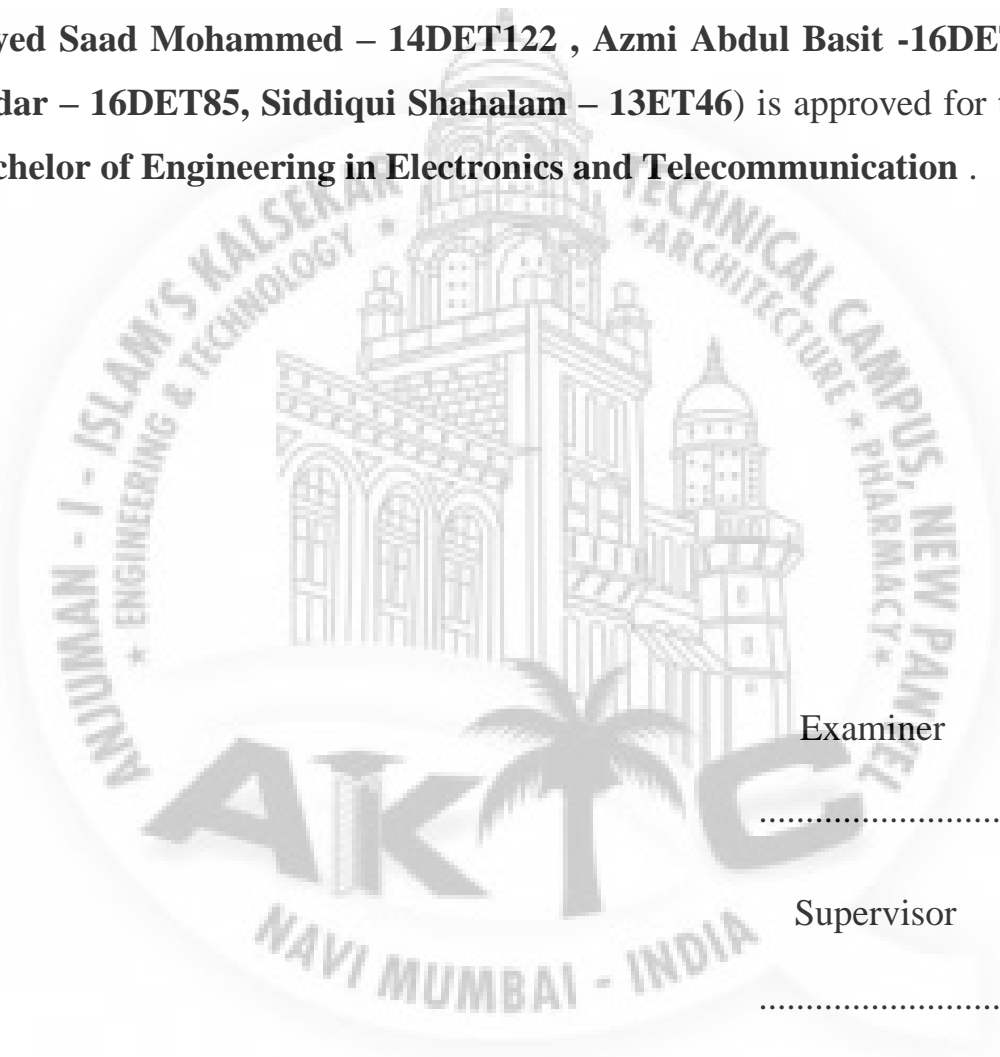 yed Saad Mohammed – 14DET122 , Azmi Abdul Basit -16DET
dar – 16DET85, Siddiqui Shahalam – 13ET46) is approved for t
chelor of Engineering in Electronics and Telecommunication .
ANJUMAN - I - ISLAM'S KALSEKAR TECHNICAL CAMPUS, NEW PANVEL
* ENGINEERING & TECHNOLOGY * *ARCHITECTURE * PHARMACY*
Examiner
...........................
AKTC
Supervisor
NAVI MUMBAI - INDIA
...........................